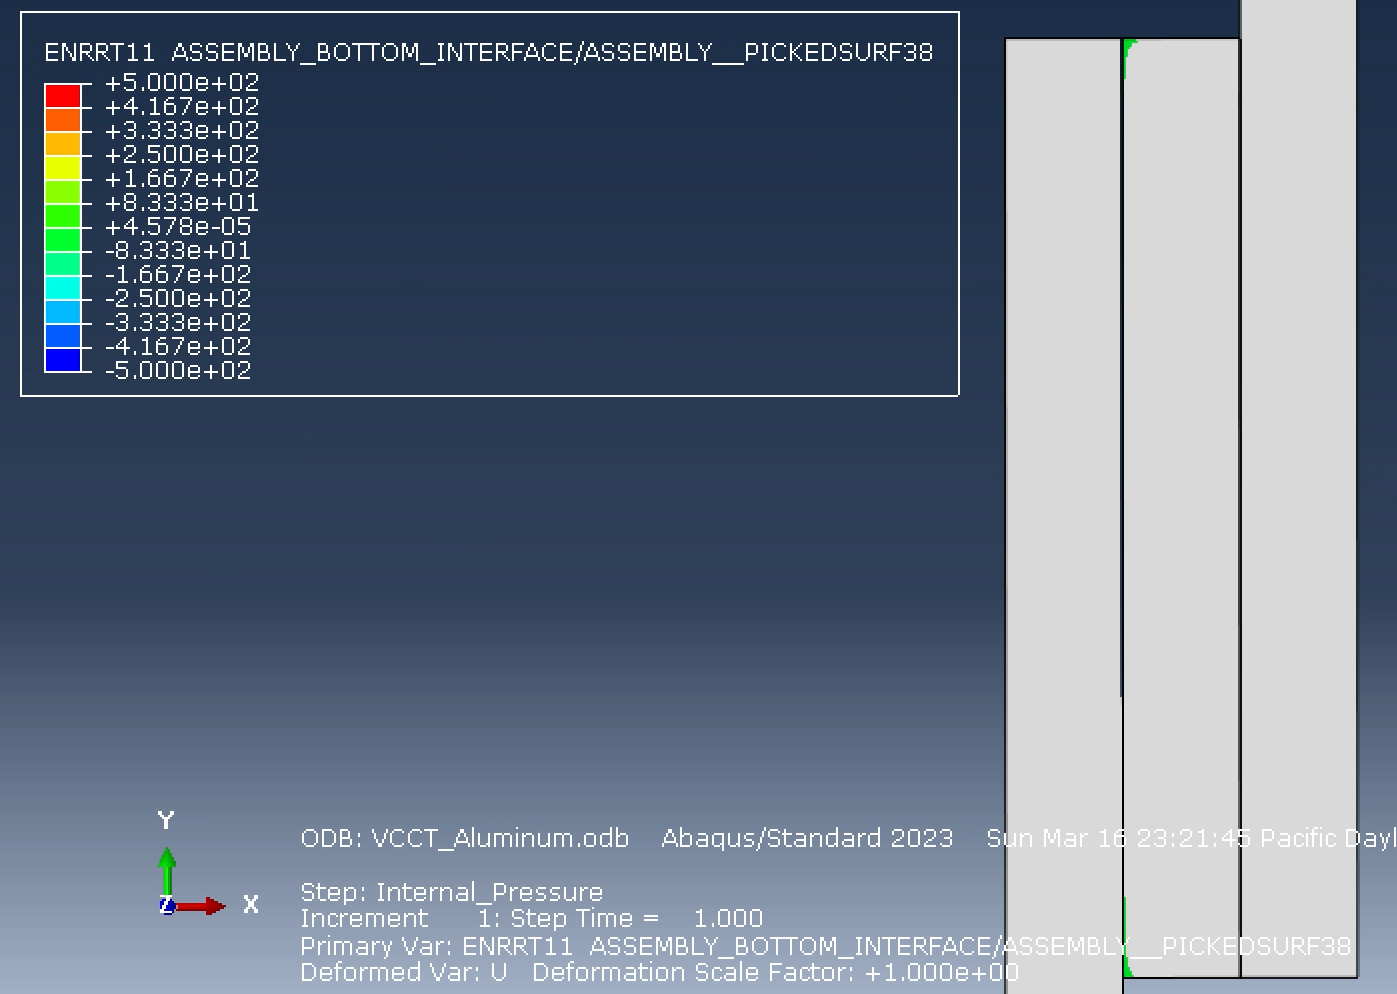 ENRRT11 ASSEMBLY_BOTTOM_INTERFACE/ASSEMBLY__PICKEDSURF38
+5.000e+02
+4.167e+02
+3.333e+02
+2.500e+02
+1.667e+02
+8.333e+01
+4.578e-05
-8.333e+01
-1.667e+02
-2.500e+02
-3.333e+02
-4.167e+02
-5.000e+02
Y
Z X
ODB: VCCT_Aluminum.odb Abaqus/Standard 2023 Sun Mar 16 23:21:45 Pacific Dayl
Step: Internal_Pressure
Increment 1: Step Time = 1.000
Primary Var: ENRRT11 ASSEMBLY_BOTTOM_INTERFACE/ASSEMBLY__PICKEDSURF38
Deformed Var: U Deformation Scale Factor: +1.000e+00